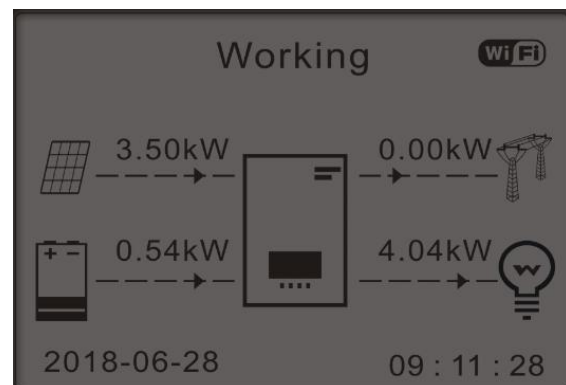 Working
WiFi
3.50kW
0.00kW
+ -
0.54kW
4.04kW
2018-06-28
09 : 11 : 28